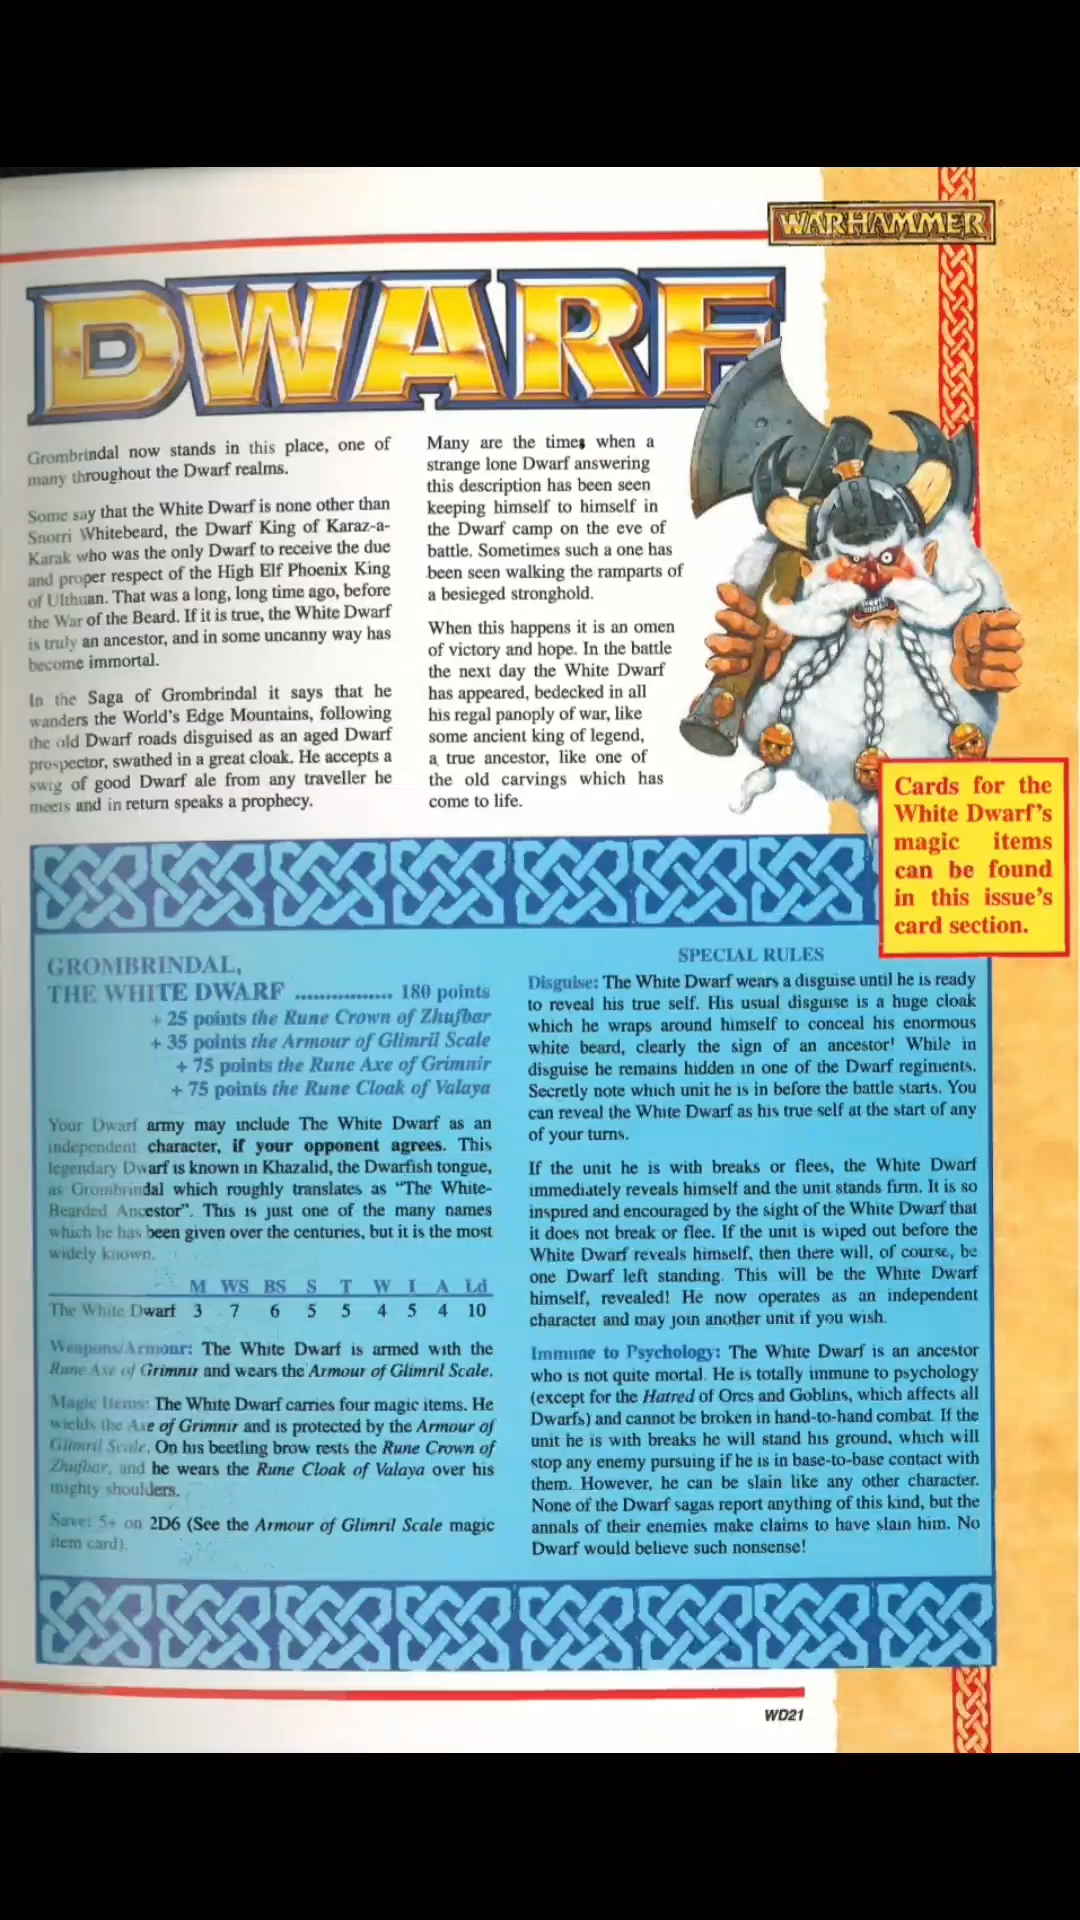 WARHAMMER
DWARF
Grombrindal now stands in this place, one of
many throughout the Dwarf realms.
Some say that the White Dwarf is none other than
Snorri Whitebeard, the Dwarf King of Karaz-a-
Karak who was the only Dwarf to receive the due
and proper respect of the High Elf Phoenix King
of Ulthuan. That was a long, long time ago, before
the War of the Beard. If it is true, the White Dwarf
is truly an ancestor, and in some uncanny way has
become immortal.
In the Saga of Grombrindal it says that he
wanders the World's Edge Mountains, following
the old Dwarf roads disguised as an aged Dwarf
prospector, swathed in a great cloak. He accepts a
swig of good Dwarf ale from any traveller he
meets and in return speaks a prophecy.
Many are the times when a
strange lone Dwarf answering
this description has been seen
keeping himself to himself in
the Dwarf camp on the eve of
battle. Sometimes such a one has
been seen walking the ramparts of
a besieged stronghold.
When this happens it is an omen
of victory and hope. In the battle
the next day the White Dwarf
has appeared, bedecked in all
his regal panoply of war, like
some ancient king of legend,
a true ancestor, like one of
the old carvings which has
come to life.
Cards for the
White Dwarf's
magic items
can be found
in this issue's
card section.
GROMBRINDAL,
THE WHITE DWARF ................ 180 points
+ 25 points the Rune Crown of Zhufbar
+ 35 points the Armour of Glimril Scale
+ 75 points the Rune Axe of Grimnir
+ 75 points the Rune Cloak of Valaya
Your Dwarf army may include The White Dwarf as an
independent character, if your opponent agrees. This
legendary Dwarf is known in Khazalid, the Dwarfish tongue,
as Grombrindal which roughly translates as "The White-
Bearded Ancestor". This is just one of the many names
which he has been given over the centuries, but it is the most
widely known.
M WS BS S T W I A Ld
The White Dwarf 3 7 6 5 5 4 5 4 10
Weapons/Armour: The White Dwarf is armed with the
Rune Axe of Grimnir and wears the Armour of Glimril Scale.
Magic Items: The White Dwarf carries four magic items. He
wields the Axe of Grimnir and is protected by the Armour of
Glimril Scale. On his beetling brow rests the Rune Crown of
Zhufbar, and he wears the Rune Cloak of Valaya over his
mighty shoulders.
Save: 5+ on 2D6 (See the Armour of Glimril Scale magic
item card).
SPECIAL RULES
Disguise: The White Dwarf wears a disguise until he is ready
to reveal his true self. His usual disguise is a huge cloak
which he wraps around himself to conceal his enormous
white beard, clearly the sign of an ancestor! While in
disguise he remains hidden in one of the Dwarf regiments.
Secretly note which unit he is in before the battle starts. You
can reveal the White Dwarf as his true self at the start of any
of your turns.
If the unit he is with breaks or flees, the White Dwarf
immediately reveals himself and the unit stands firm. It is so
inspired and encouraged by the sight of the White Dwarf that
it does not break or flee. If the unit is wiped out before the
White Dwarf reveals himself, then there will, of course, be
one Dwarf left standing. This will be the White Dwarf
himself, revealed! He now operates as an independent
character and may join another unit if you wish.
Immune to Psychology: The White Dwarf is an ancestor
who is not quite mortal. He is totally immune to psychology
(except for the Hatred of Orcs and Goblins, which affects all
Dwarfs) and cannot be broken in hand-to-hand combat. If the
unit he is with breaks he will stand his ground, which will
stop any enemy pursuing if he is in base-to-base contact with
them. However, he can be slain like any other character.
None of the Dwarf sagas report anything of this kind, but the
annals of their enemies make claims to have slain him. No
Dwarf would believe such nonsense!
WD21